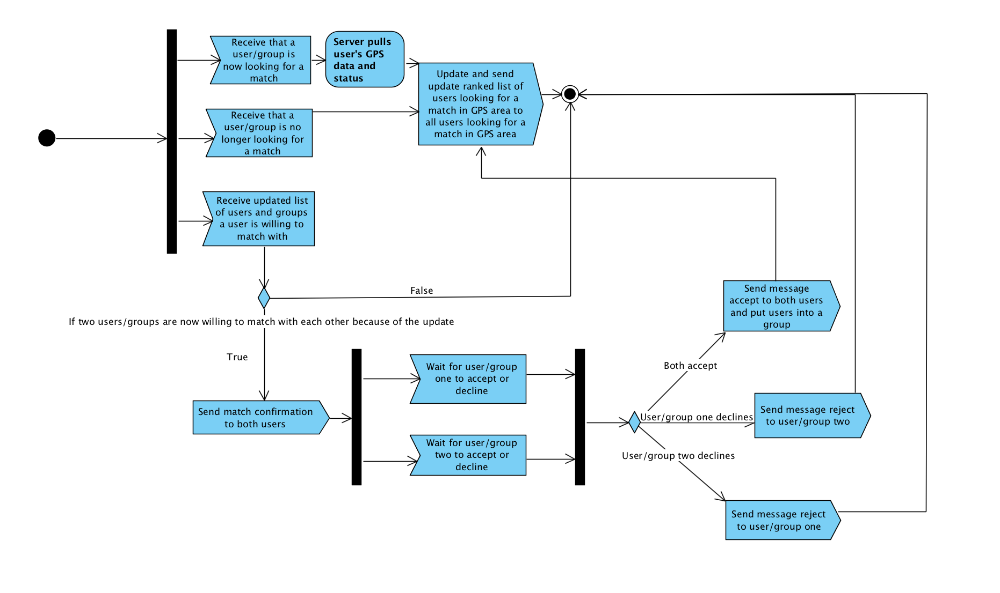 Receive that a
user/group is
now looking for a
match
Server pulls
user's GPS
data and
status
Update and send
update ranked list of
users looking for a
match in GPS area to
all users looking for a
match in GPS area
Receive that a
user/group is no
longer looking for
a match
Receive updated list
of users and groups
a user is willing to
match with
False
If two users/groups are now willing to match with each other because of the update
True
Send match confirmation
to both users
Wait for user/group
one to accept or
decline
Wait for user/group
two to accept or
decline
Send message
accept to both users
and put users into a
group
Both accept
User/group one declines
Send message reject
to user/group two
User/group two declines
Send message reject
to user/group one